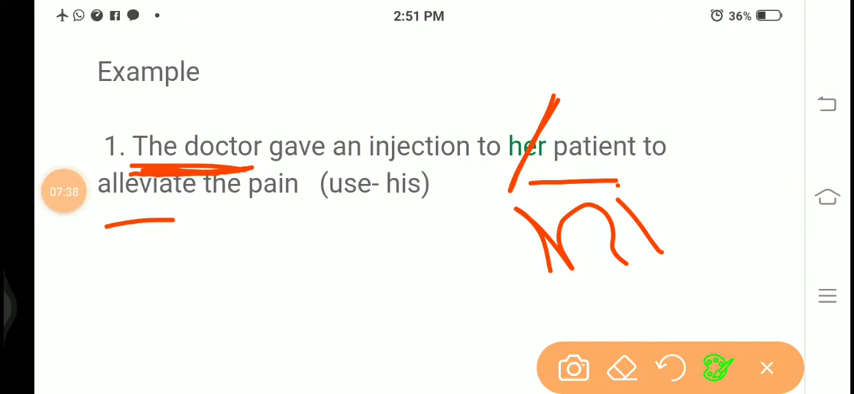 2:51 PM
36%
Example
1. The doctor gave an injection to her patient to
alleviate the pain (use- his)
07:38